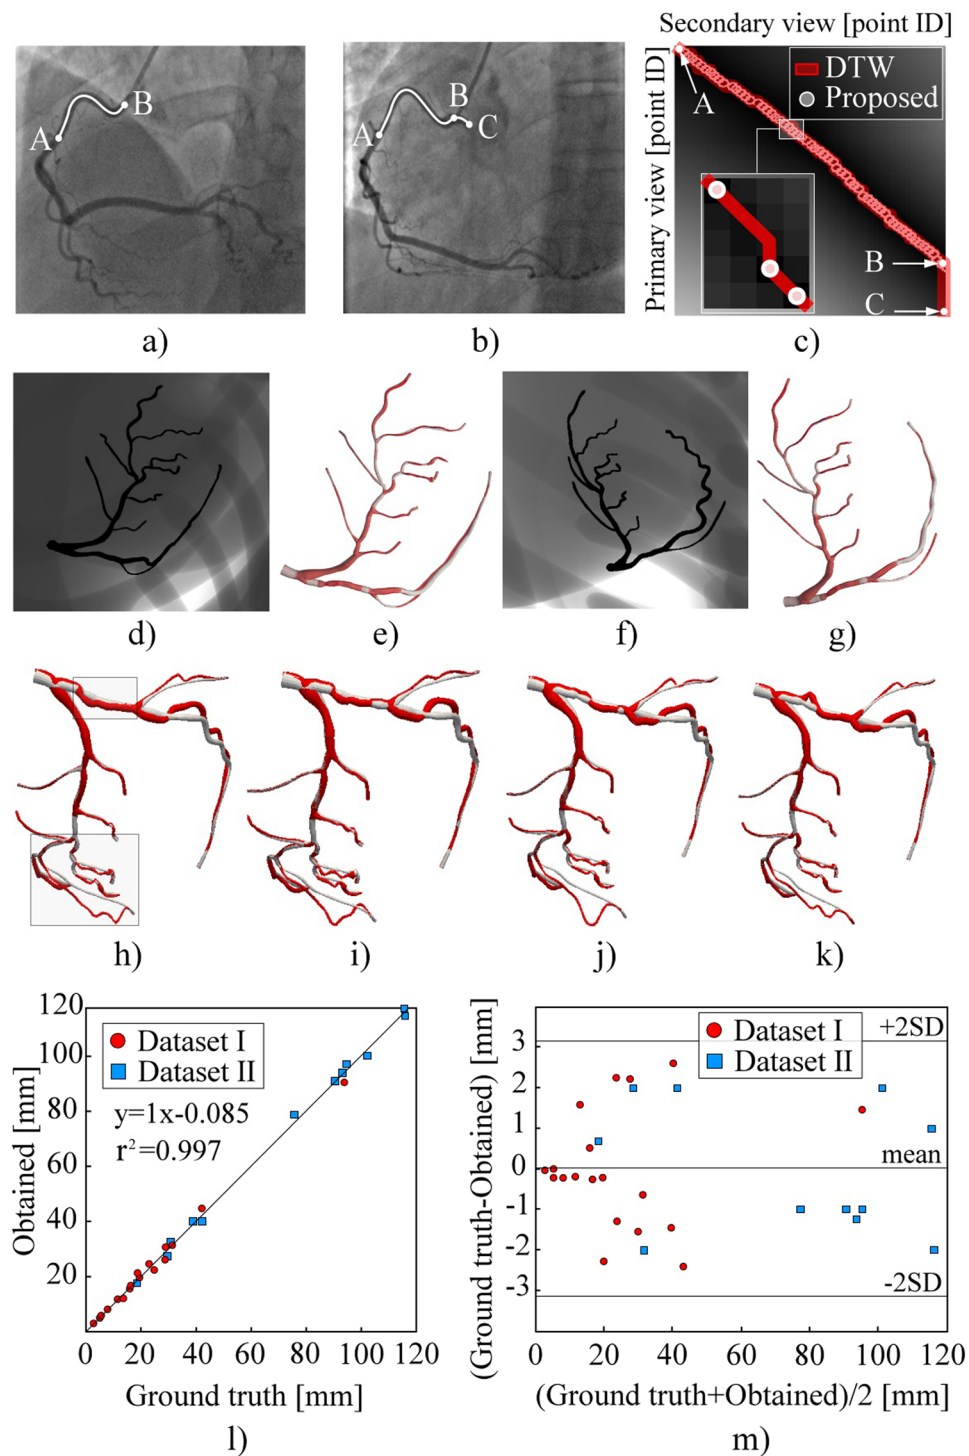 A
B
a)
A
B
C
b)
Secondary view [point ID]
Primary view [point ID]
DTW
Proposed
A
B
C
c)
d)
e)
f)
g)
h)
i)
j)
k)
Obtained [mm]
120
100
80
60
40
20
Dataset I
Dataset II
y=1x-0.085
r²=0.997
0 20 40 60 80 100 120
Ground truth [mm]
l)
(Ground truth-Obtained) [mm]
3
2
1
0
-1
-2
-3
Dataset I
Dataset II
+2SD
mean
-2SD
0 20 40 60 80 100 120
(Ground truth+Obtained)/2 [mm]
m)